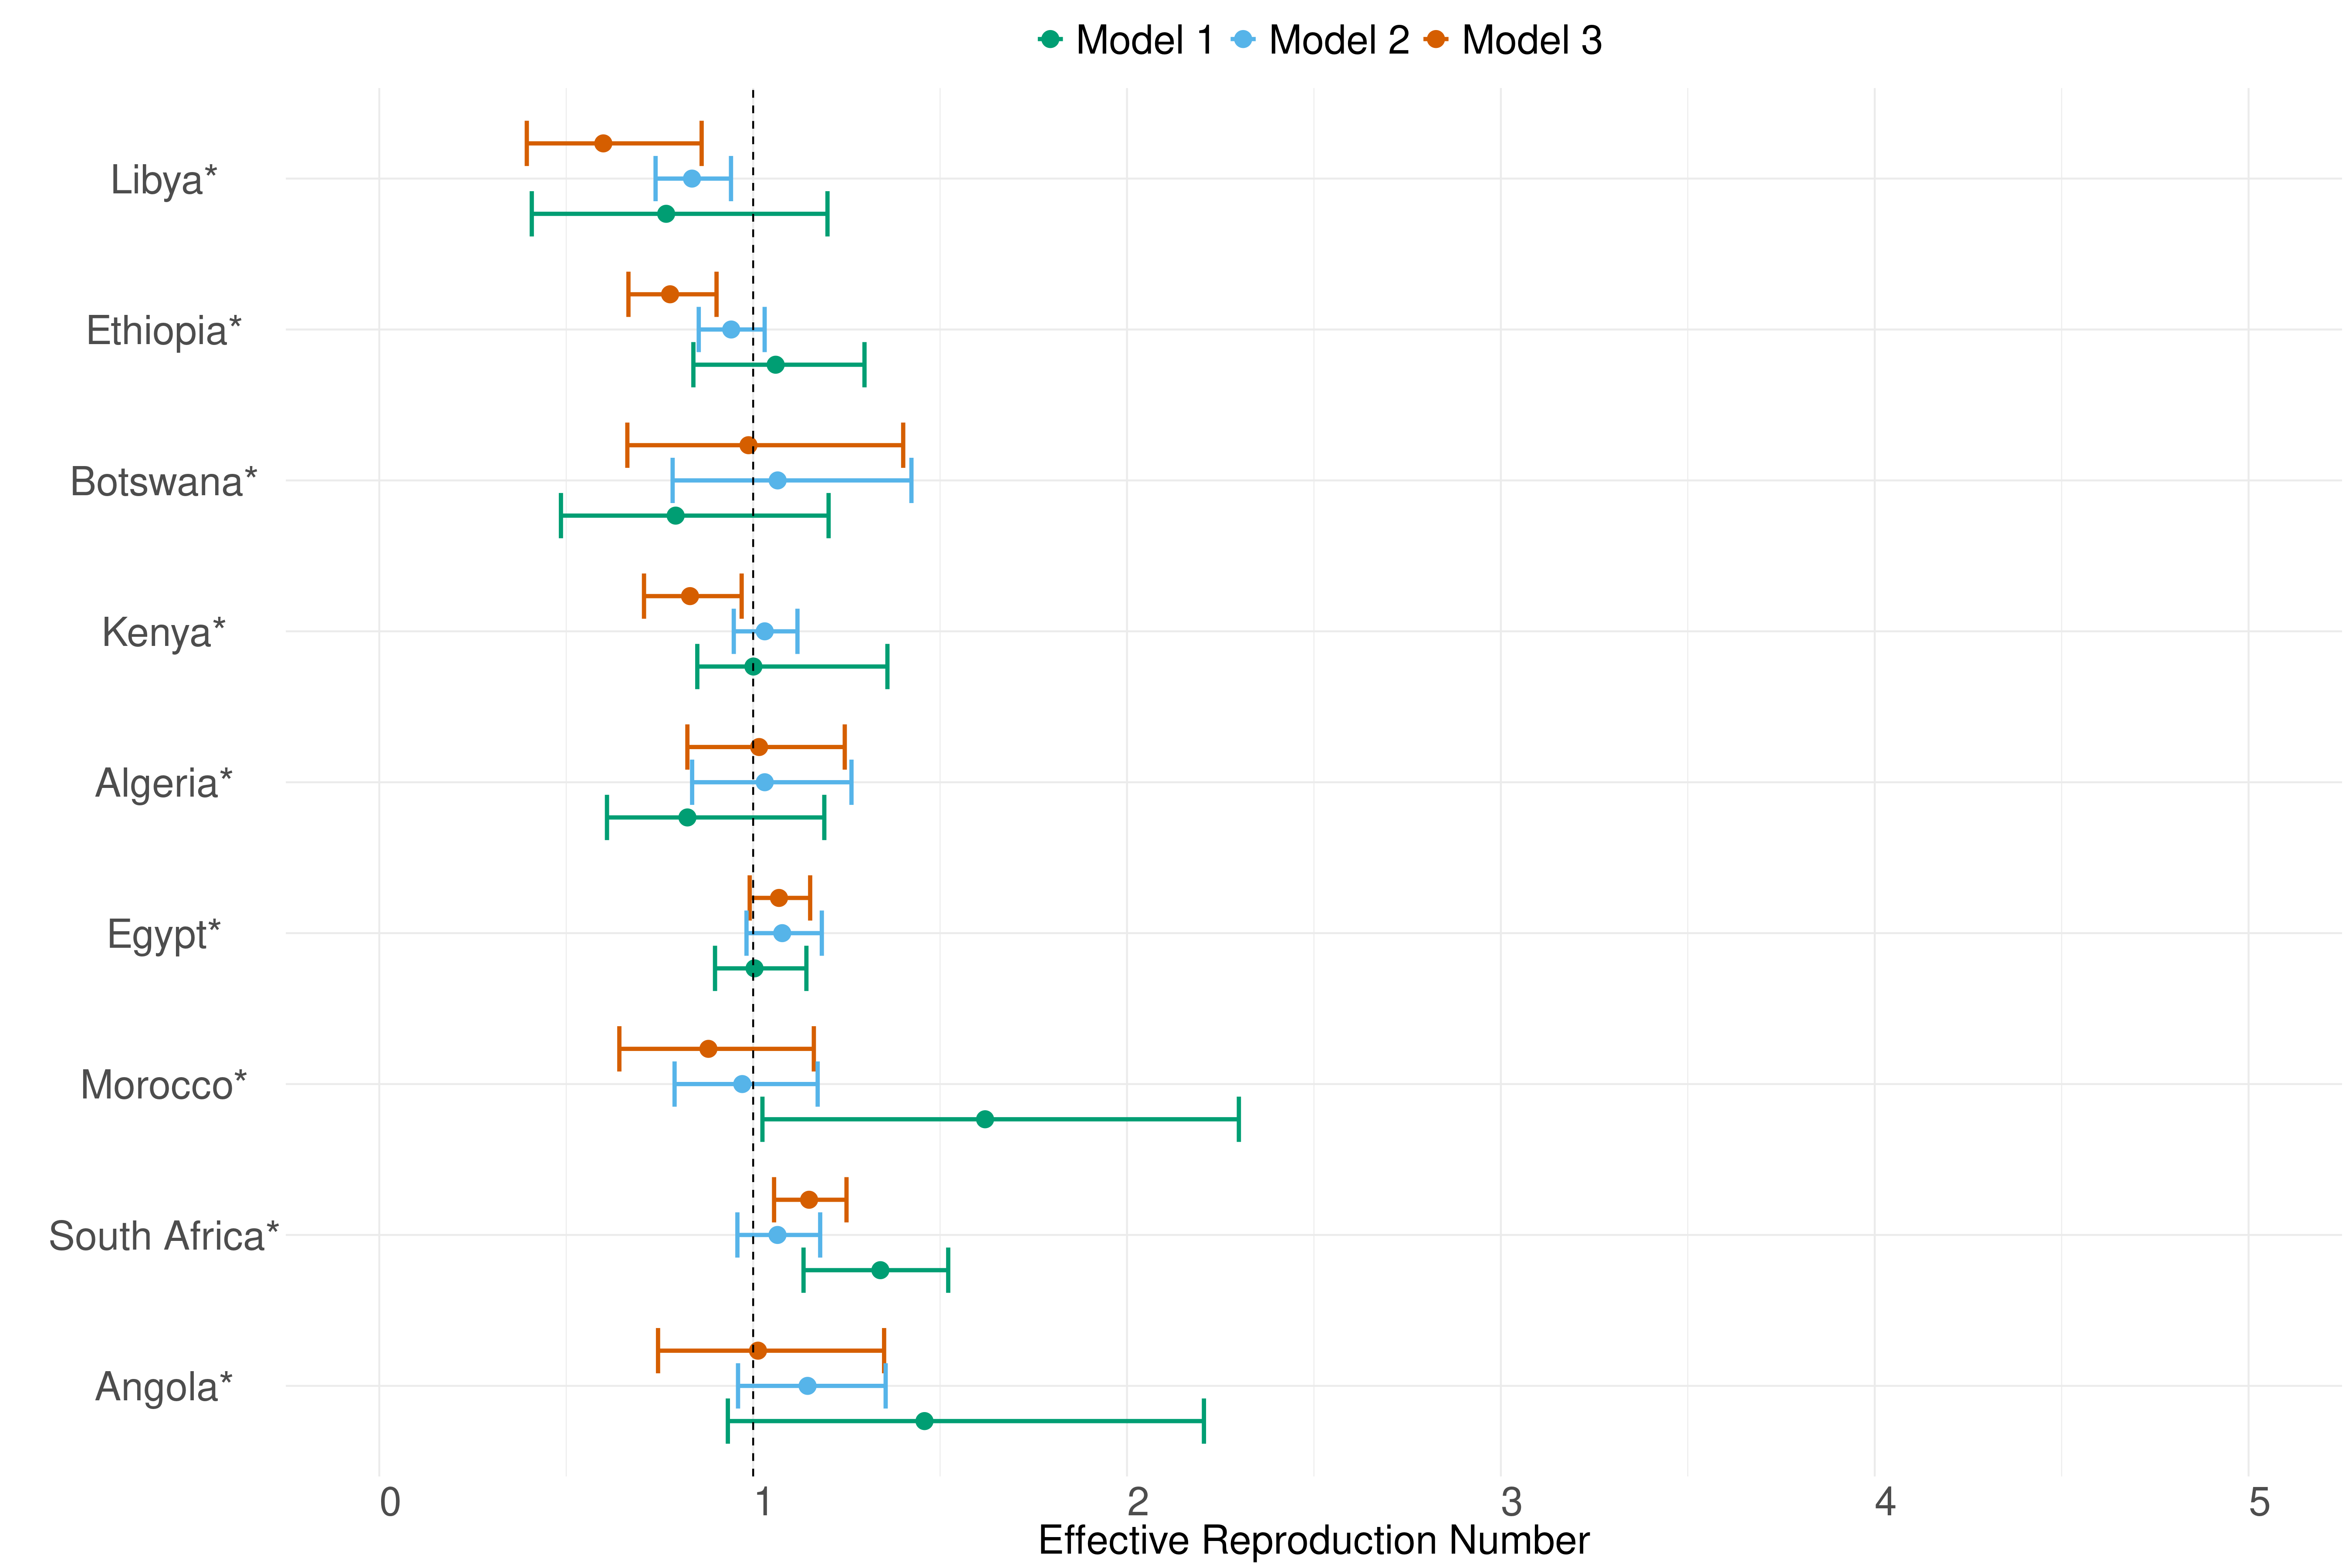 Model 1 Model 2 Model 3
Libya*
Ethiopia*
Botswana*
Kenya*
Algeria*
Egypt*
Morocco*
South Africa*
Angola*
0 1 2 3 4 5
Effective Reproduction Number